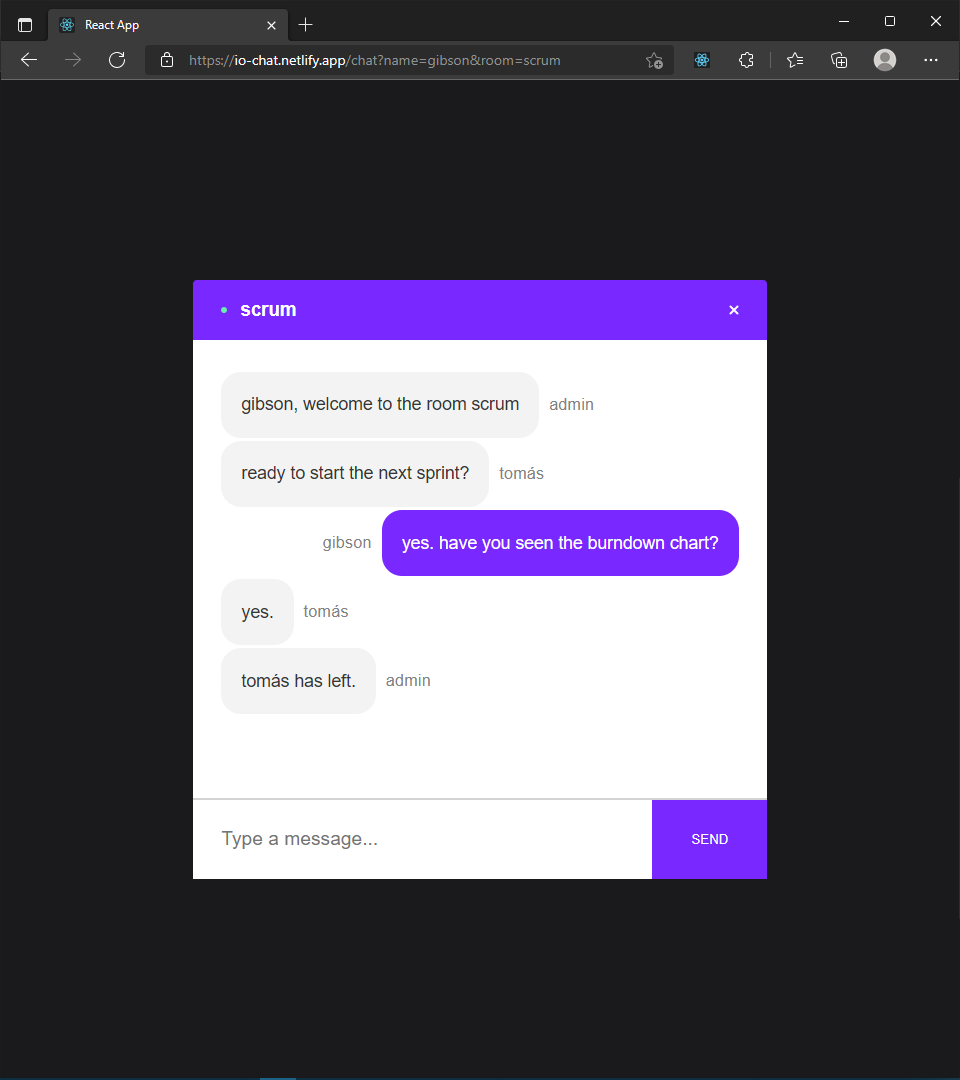 React App
https://io-chat.netlify.app/chat?name=gibson&room=scrum
scrum
gibson, welcome to the room scrum admin
ready to start the next sprint? tomás
gibson yes. have you seen the burndown chart?
yes. tomás
tomás has left. admin
Type a message...
SEND